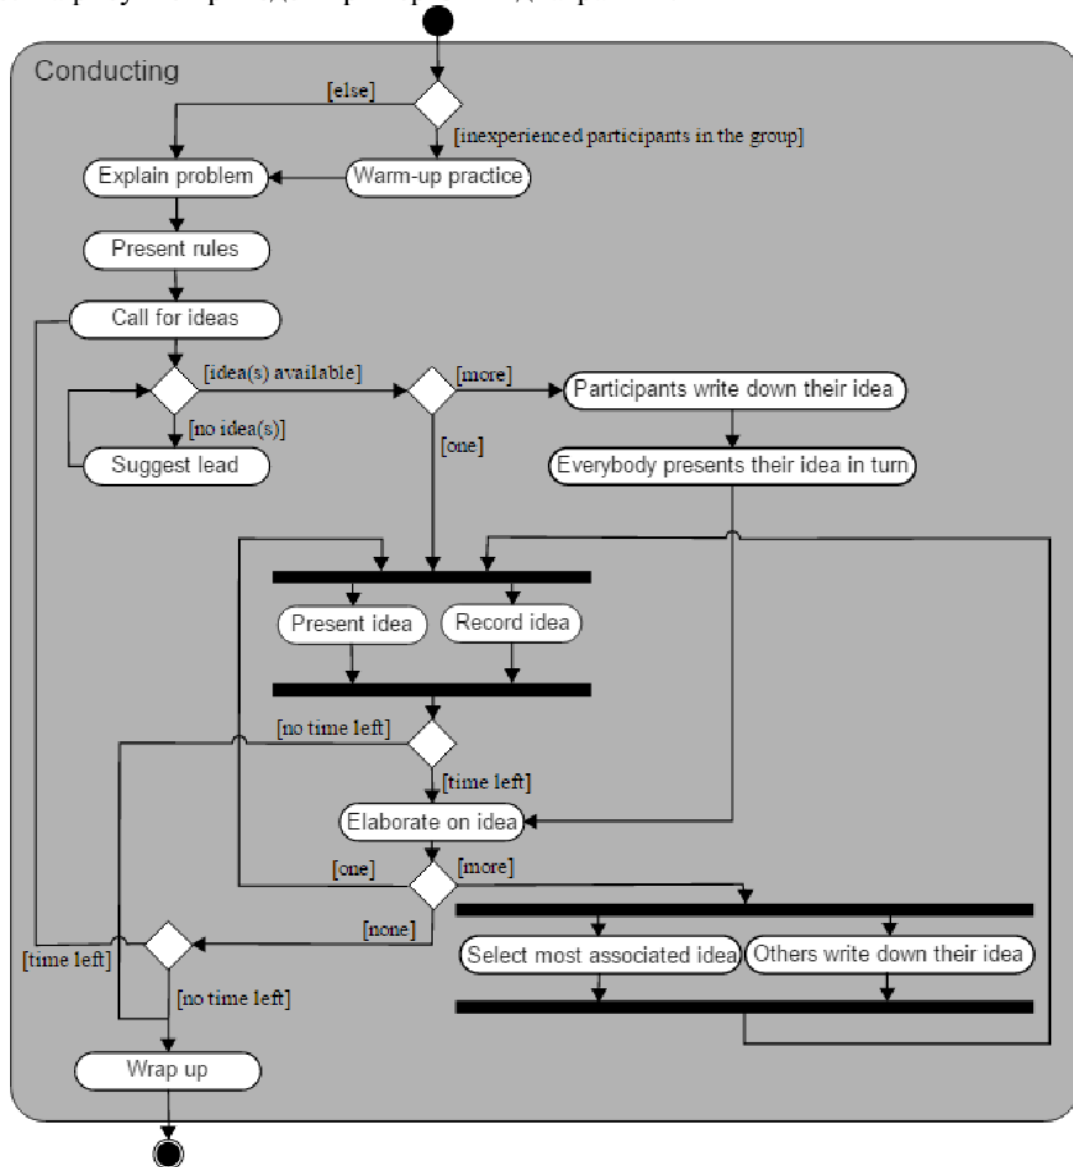 Conducting
[else]
[inexperienced participants in the group]
Explain problem
Warm-up practice
Present rules
Call for ideas
[idea(s) available]
[more]
Participants write down their idea
[no idea(s)]
[one]
Suggest lead
Everybody presents their idea in turn
Present idea
Record idea
[no time left]
[time left]
Elaborate on idea
[one]
[more]
[none]
[time left]
Select most associated idea
Others write down their idea
[no time left]
Wrap up